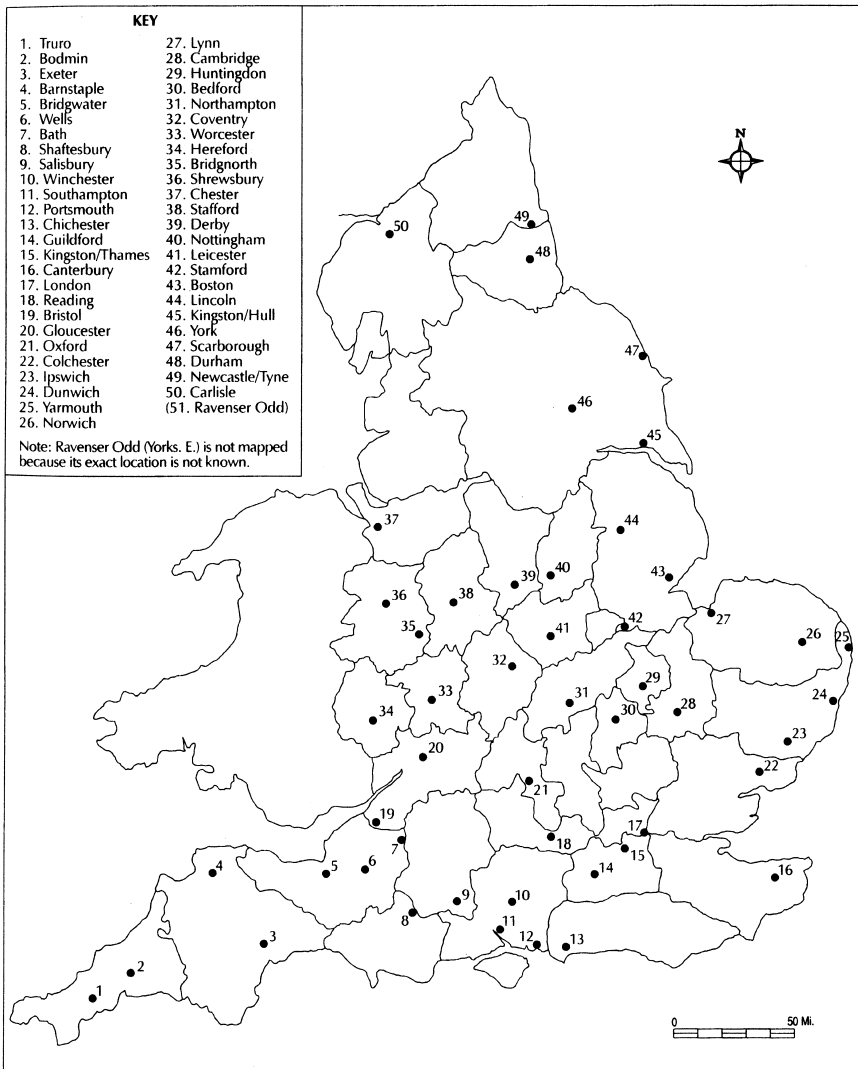 KEY
1. Truro
2. Bodmin
3. Exeter
4. Barnstaple
5. Bridgwater
6. Wells
7. Bath
8. Shaftesbury
9. Salisbury
10. Winchester
11. Southampton
12. Portsmouth
13. Chichester
14. Guildford
15. Kingston/Thames
16. Canterbury
17. London
18. Reading
19. Bristol
20. Gloucester
21. Oxford
22. Colchester
23. Ipswich
24. Dunwich
25. Yarmouth
26. Norwich
27. Lynn
28. Cambridge
29. Huntingdon
30. Bedford
31. Northampton
32. Coventry
33. Worcester
34. Hereford
35. Bridgnorth
36. Shrewsbury
37. Chester
38. Stafford
39. Derby
40. Nottingham
41. Leicester
42. Stamford
43. Boston
44. Lincoln
45. Kingston/Hull
46. York
47. Scarborough
48. Durham
49. Newcastle/Tyne
50. Carlisle
(51. Ravenser Odd)
Note: Ravenser Odd (Yorks. E.) is not mapped
because its exact location is not known.
N
49
50
48
47
46
45
37
44
40
39
43
36
38
27
42
35
41
26
25
32
29
33
24
31
34
30
28
23
20
22
21
19
17
7
18
15
4
5
6
14
16
9
10
8
11
3
12
13
2
1
0 50 Mi.